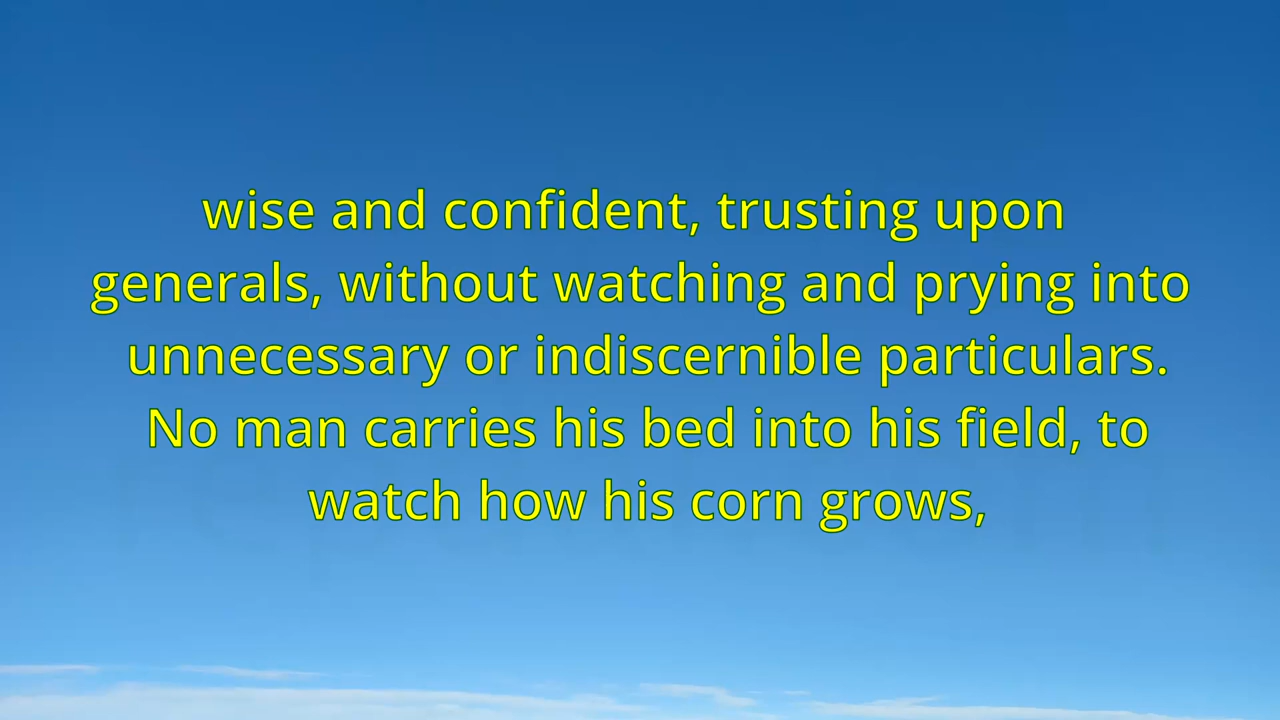 wise and confident, trusting upon
generals, without watching and prying into
unnecessary or indiscernible particulars.
No man carries his bed into his field, to
watch how his corn grows,